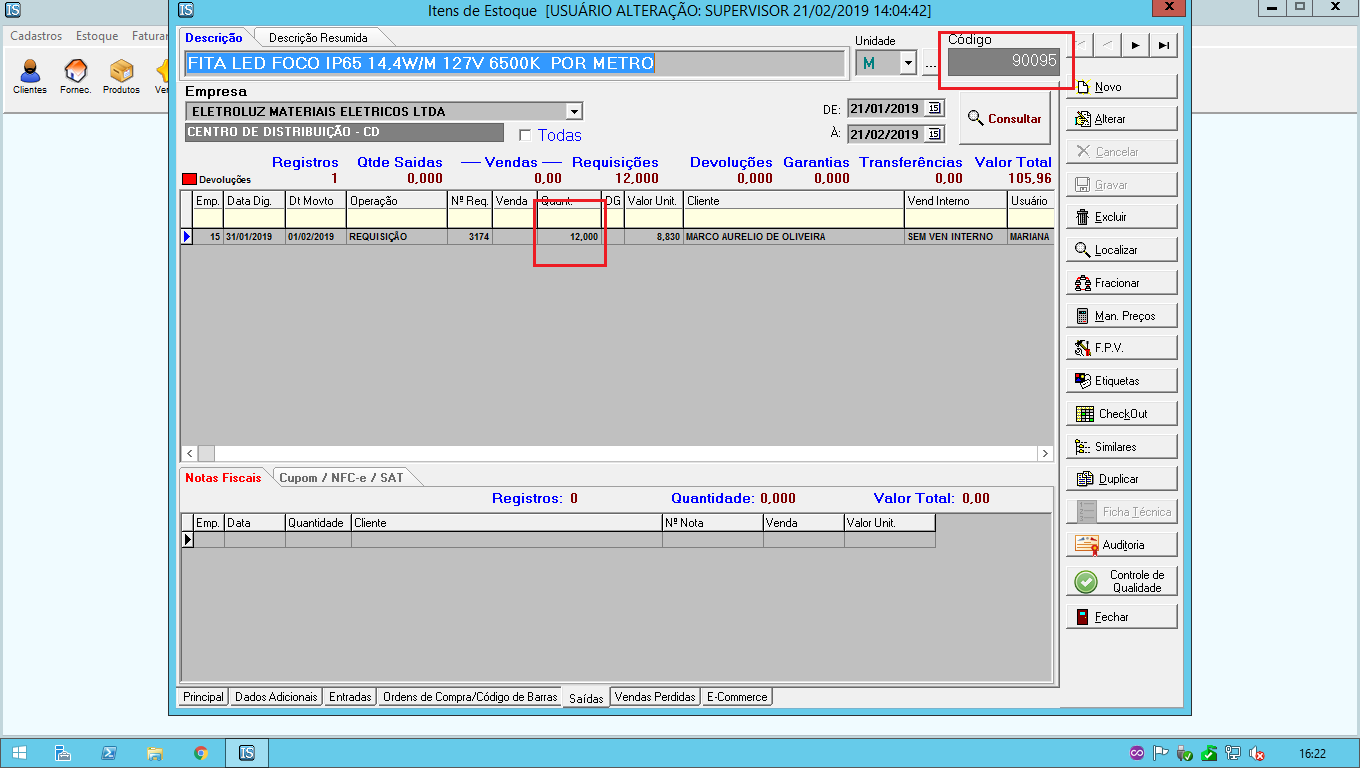 IS
IS Itens de Estoque [USUÁRIO ALTERAÇÃO: SUPERVISOR 21/02/2019 14:04:42]
Cadastros Estoque
Clientes Fornec. Produtos
Descrição Descrição Resumida
Unidade Código
FITA LED FOCO IP65 14.4W/M 127V 6500K POR METRO M ... 90095
Empresa
ELETROLUZ MATERIAIS ELETRICOS LTDA
CENTRO DE DISTRIBUIÇÃO - CD Todas
DE: 21/01/2019 15
À: 21/02/2019 15
Consultar
Registros Qtde Saidas Vendas Requisições Devoluções Garantias Transferências Valor Total
Devoluções 1 0,000 0,00 12,000 0,000 0,000 0,00 105,96
Emp. Data Dig. Dt Movto Operação Nº Req. Venda Quant. DG Valor Unit. Cliente Vend Interno Usuário
15 31/01/2019 01/02/2019 REQUISIÇÃO 3174 12,000 8,830 MARCO AURELIO DE OLIVEIRA SEM VEN INTERNO MARIANA
Notas Fiscais Cupom / NFC-e / SAT
Registros: 0 Quantidade: 0,000 Valor Total: 0,00
Emp. Data Quantidade Cliente Nº Nota Venda Valor Unit.
Principal Dados Adicionais Entradas Ordens de Compra/Código de Barras Saídas Vendas Perdidas E-Commerce
Novo
Alterar
Cancelar
Gravar
Excluir
Localizar
Fracionar
Man. Preços
F.P.V.
Etiquetas
CheckOut
Similares
Duplicar
Ficha Técnica
Auditoria
Controle de
Qualidade
Fechar
IS 16:22